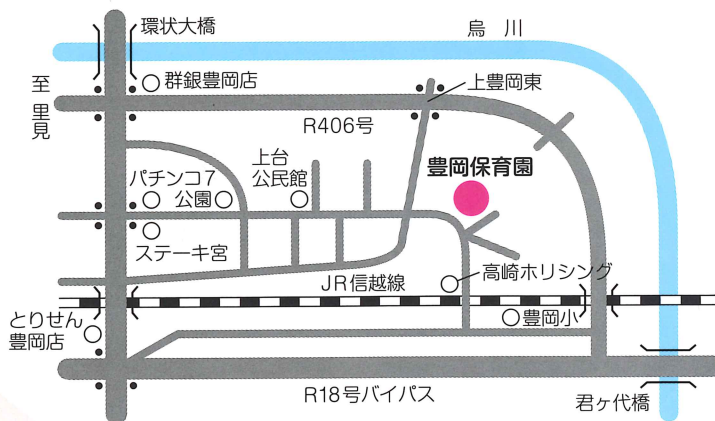 環状大橋
烏川
至里見
群銀豊岡店
上豊岡東
R406号
上台
公民館
豊岡保育園
パチンコ7
公園
ステーキ宮
JR信越線
高崎ホリシング
とりせん
豊岡店
豊岡小
R18号バイパス
君ヶ代橋